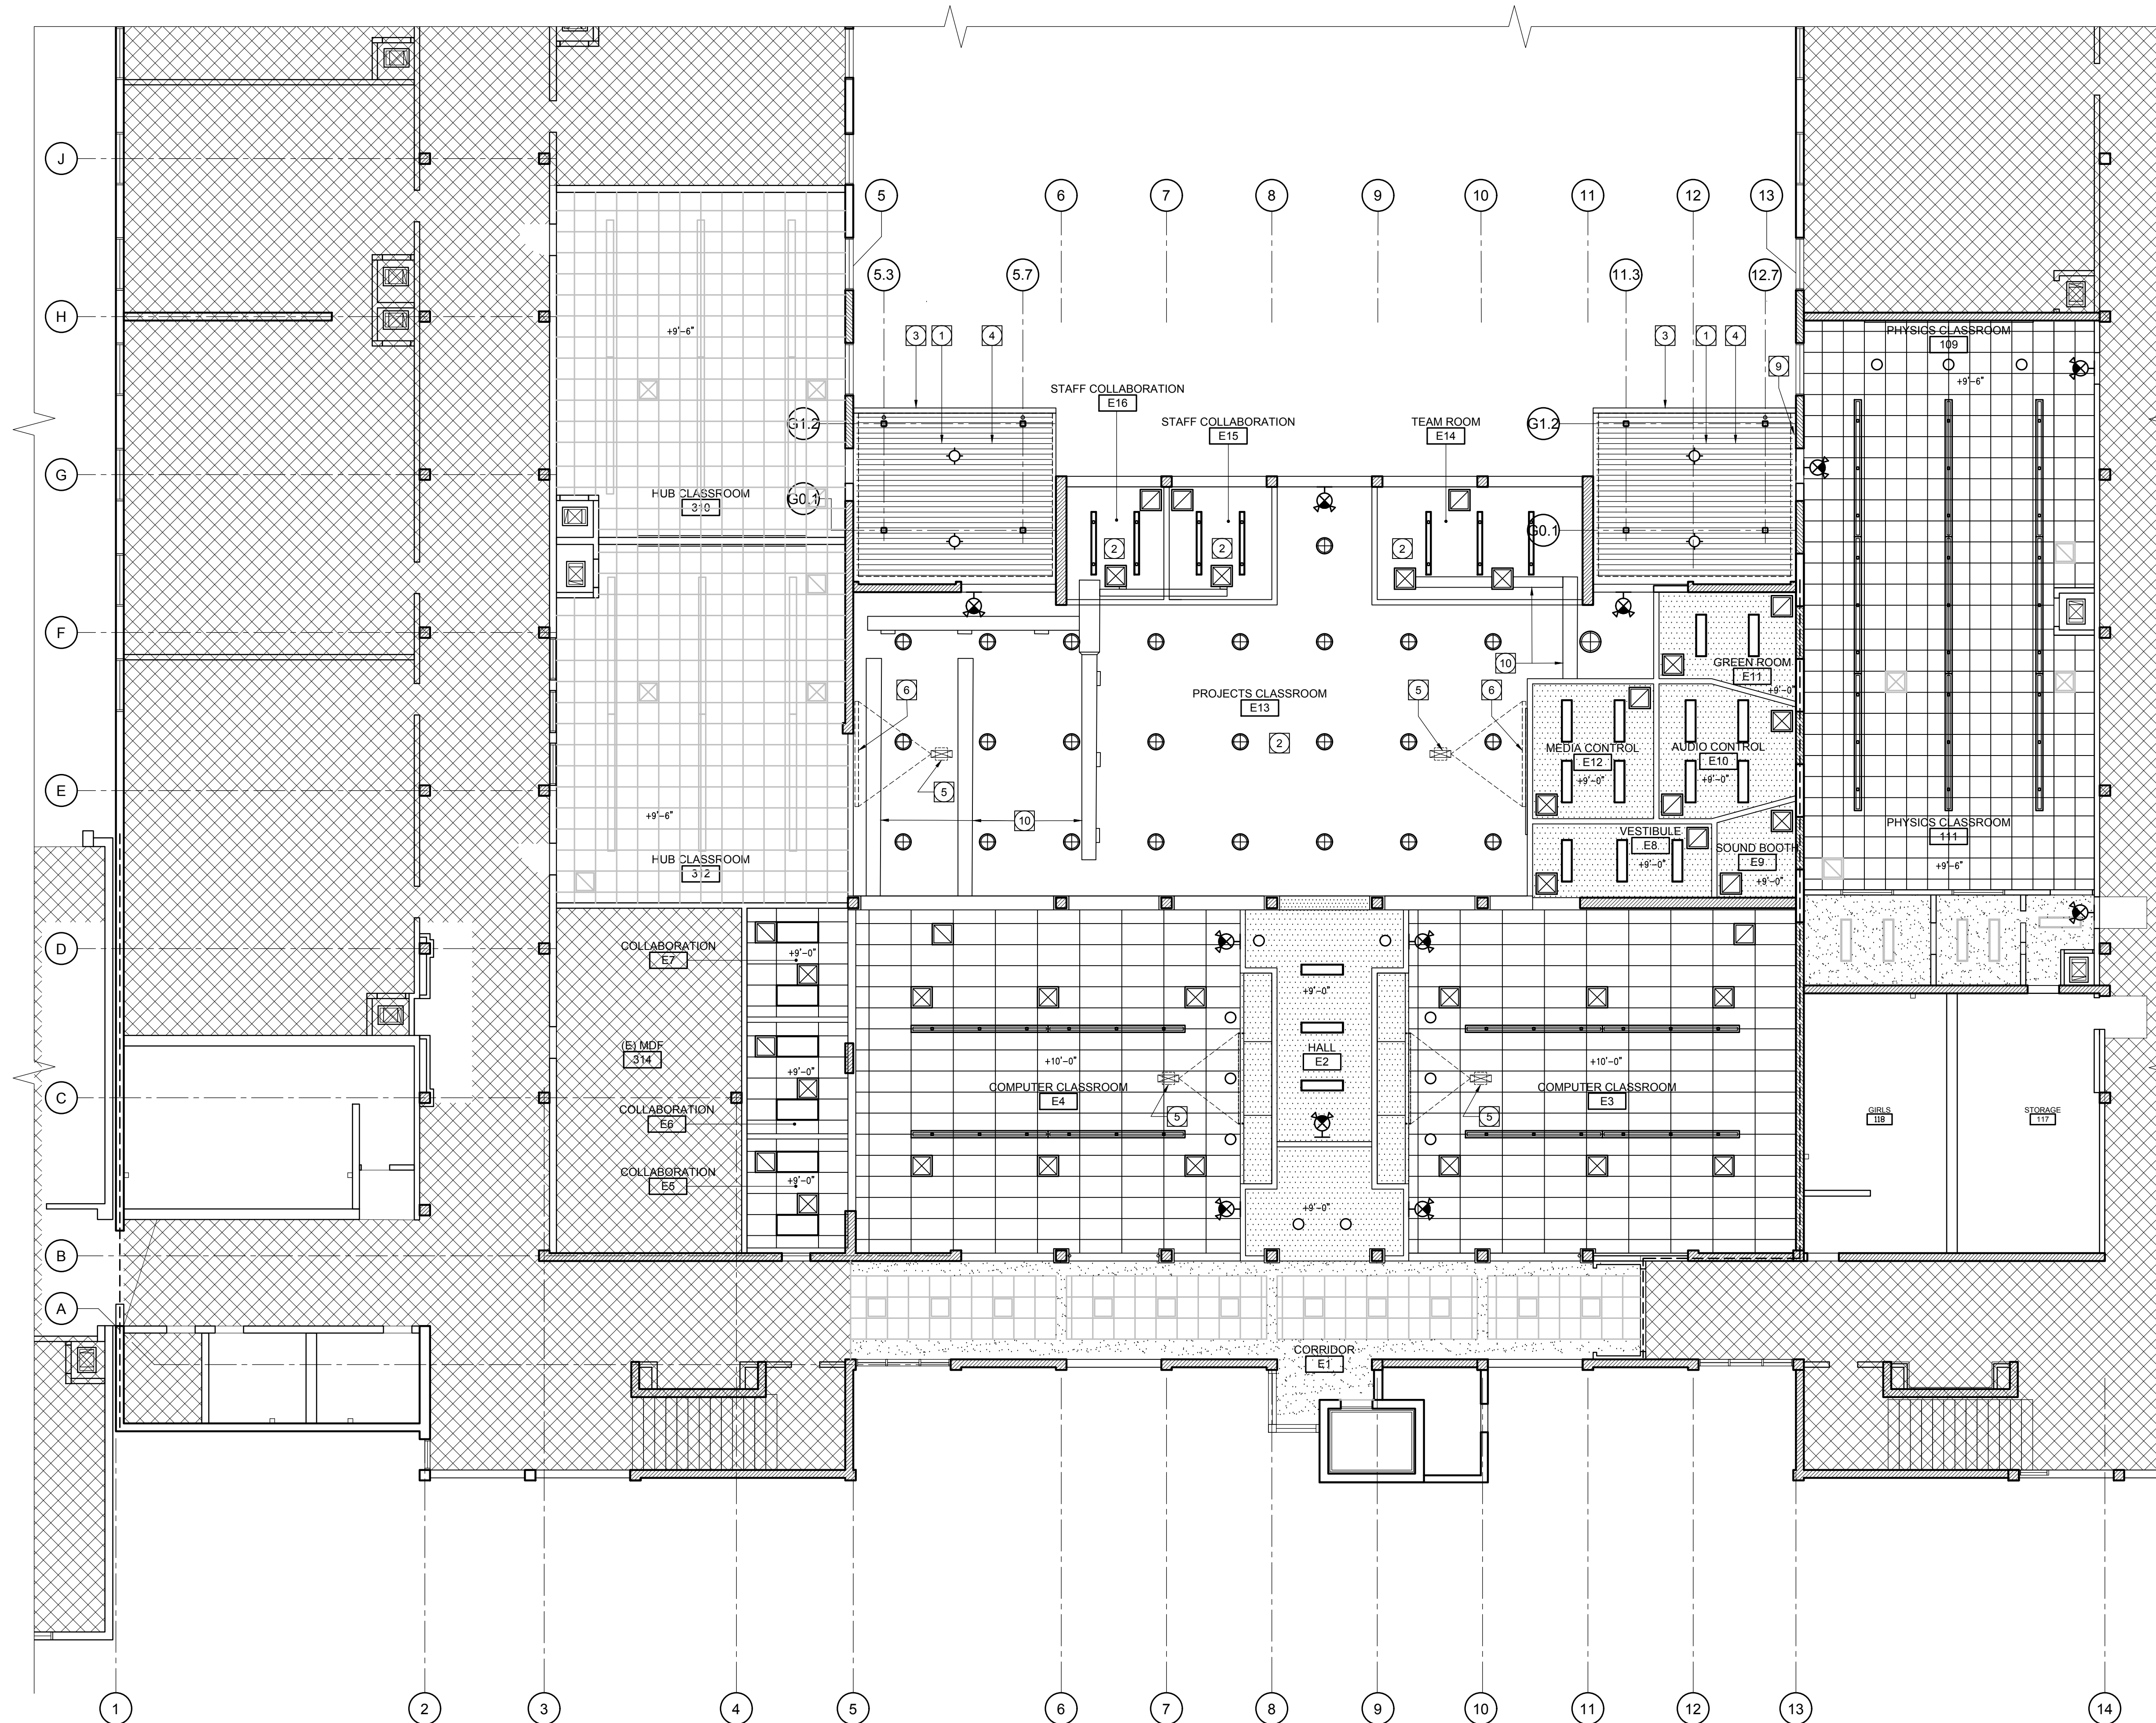 J
5
6
7
8
9
10
11
12
13
5.3
5.7
11.3
12.7
H
+9'-6"
3
1
4
3
1
4
9
PHYSICS CLASSROOM
109
+9'-6"
STAFF COLLABORATION
E16
STAFF COLLABORATION
E15
TEAM ROOM
E14
G1.2
G1.2
G
HUB CLASSROOM
310
G0.1
G0.1
2
2
2
F
10
GREEN ROOM
E11
+9'-0"
6
PROJECTS CLASSROOM
E13
5
6
2
MEDIA CONTROL
E12
+9'-0"
AUDIO CONTROL
E10
+9'-0"
E
5
+9'-6"
10
PHYSICS CLASSROOM
111
+9'-6"
VESTIBULE
E8
+9'-0"
SOUND BOOTH
E9
+9'-0"
HUB CLASSROOM
312
D
COLLABORATION
E7
+9'-0"
+9'-0"
(E) MDF
314
+9'-0"
+10'-0"
HALL
E2
+10'-0"
COMPUTER CLASSROOM
E4
COMPUTER CLASSROOM
E3
C
COLLABORATION
E6
5
5
GIRLS
118
STORAGE
117
COLLABORATION
E5
+9'-0"
+9'-0"
B
A
CORRIDOR
E1
1
2
3
4
5
6
7
8
9
10
11
12
13
14